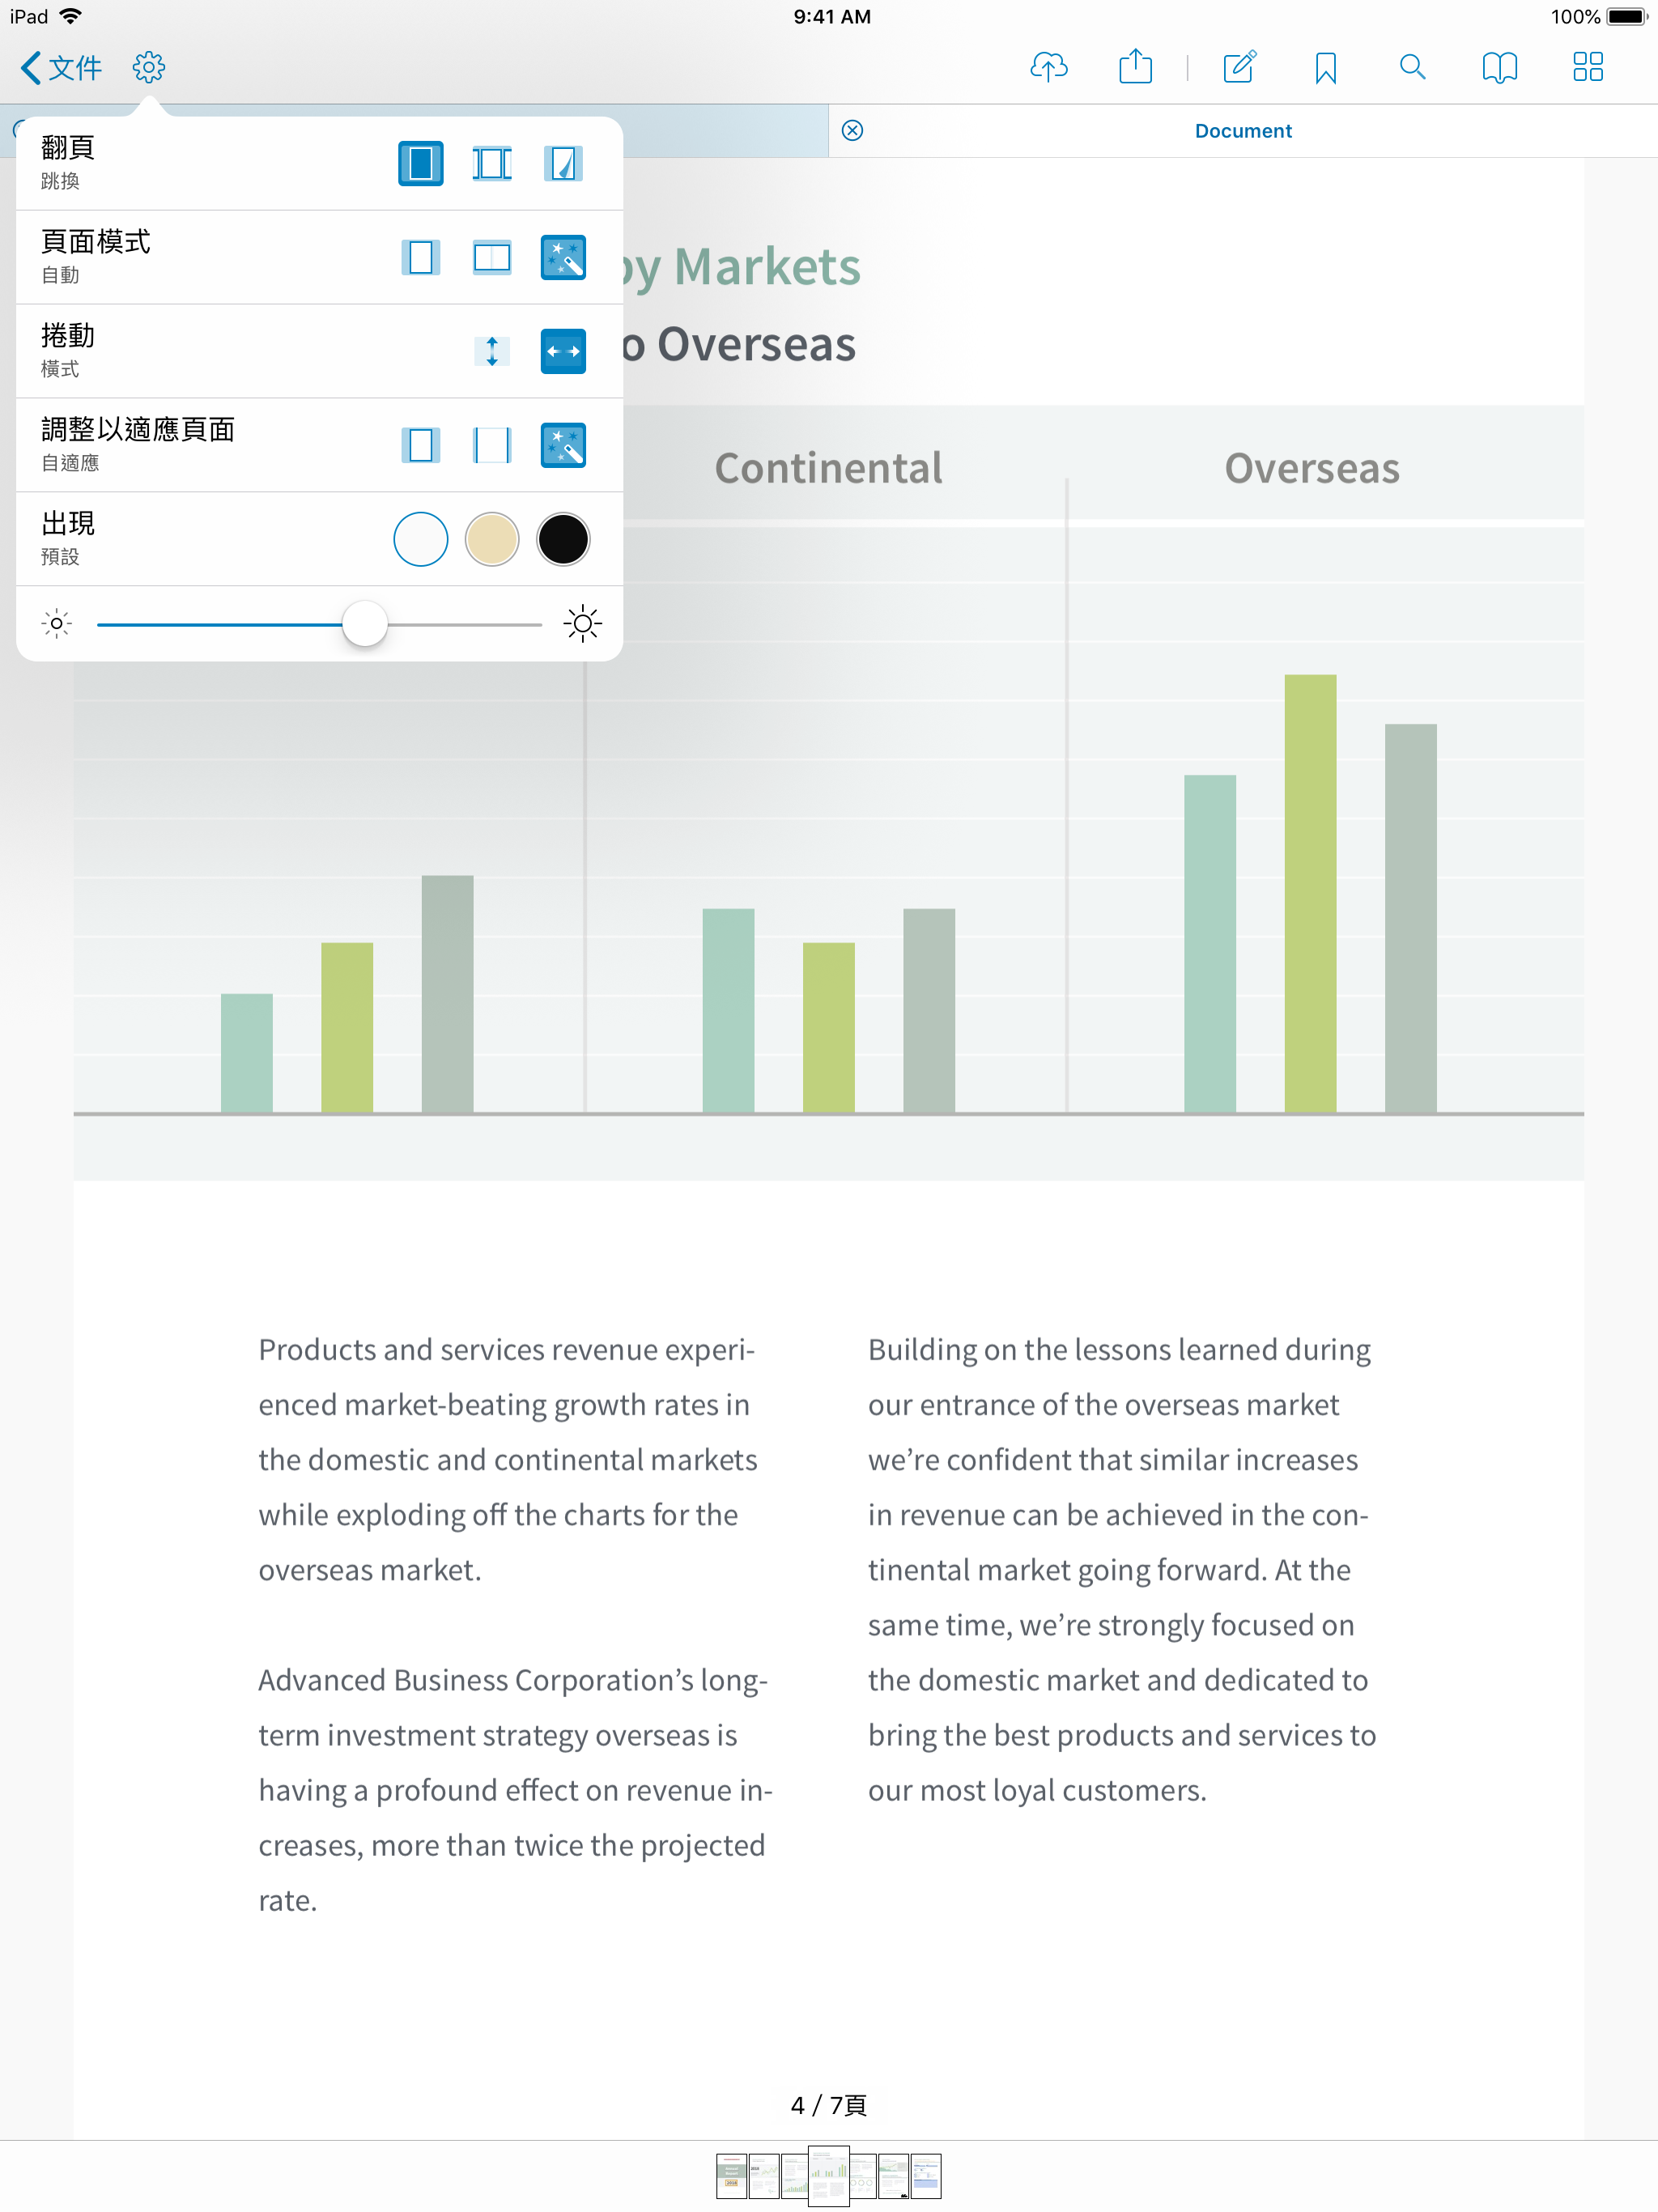 iPad
9:41 AM
100%
文件
Document
翻頁
跳換
頁面模式
自動
捲動
橫式
調整以適應頁面
自適應
出現
預設
by Markets
Overseas
Continental
Overseas
Products and services revenue experi-
enced market-beating growth rates in
the domestic and continental markets
while exploding off the charts for the
overseas market.
Advanced Business Corporation’s long-
term investment strategy overseas is
having a profound effect on revenue in-
creases, more than twice the projected
rate.
Building on the lessons learned during
our entrance of the overseas market
we’re confident that similar increases
in revenue can be achieved in the con-
tinental market going forward. At the
same time, we’re strongly focused on
the domestic market and dedicated to
bring the best products and services to
our most loyal customers.
4 / 7頁